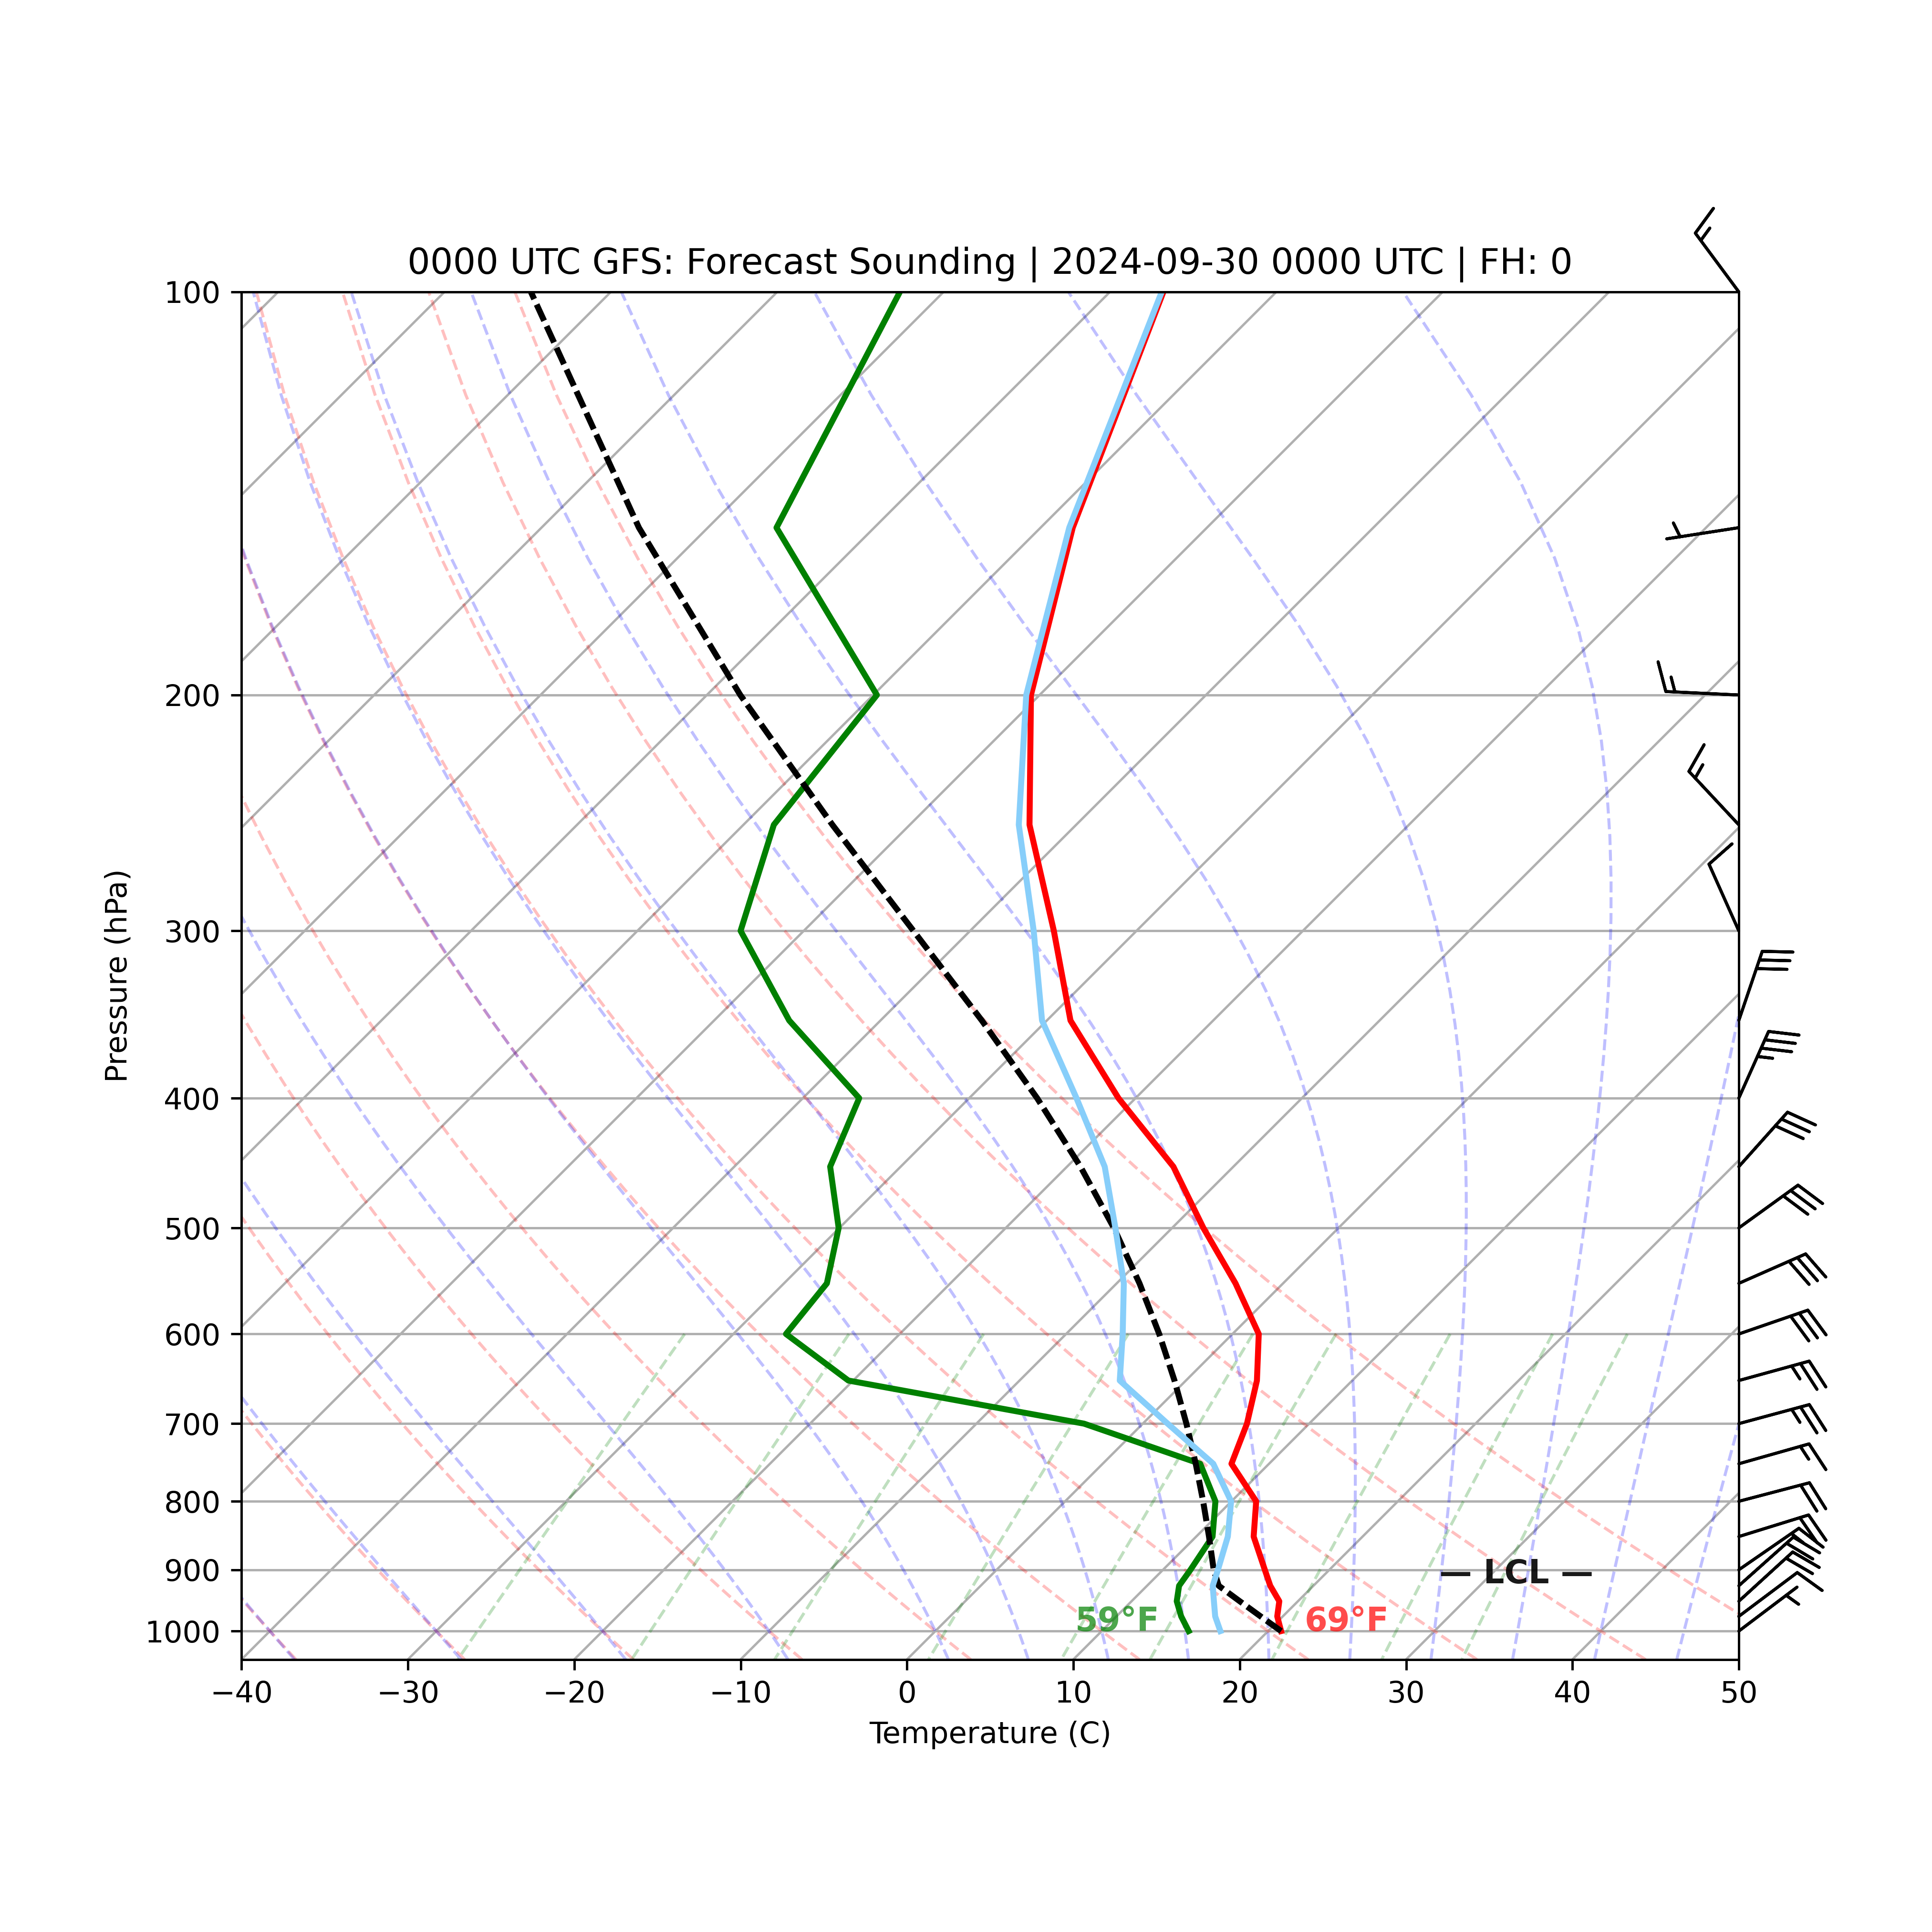 0000 UTC GFS: Forecast Sounding | 2024-09-30 0000 UTC | FH: 0
100
200
300
400
500
600
700
800
900
1000
Pressure (hPa)
— LCL —
59°F
69°F
−40 −30 −20 −10 0 10 20 30 40 50
Temperature (C)